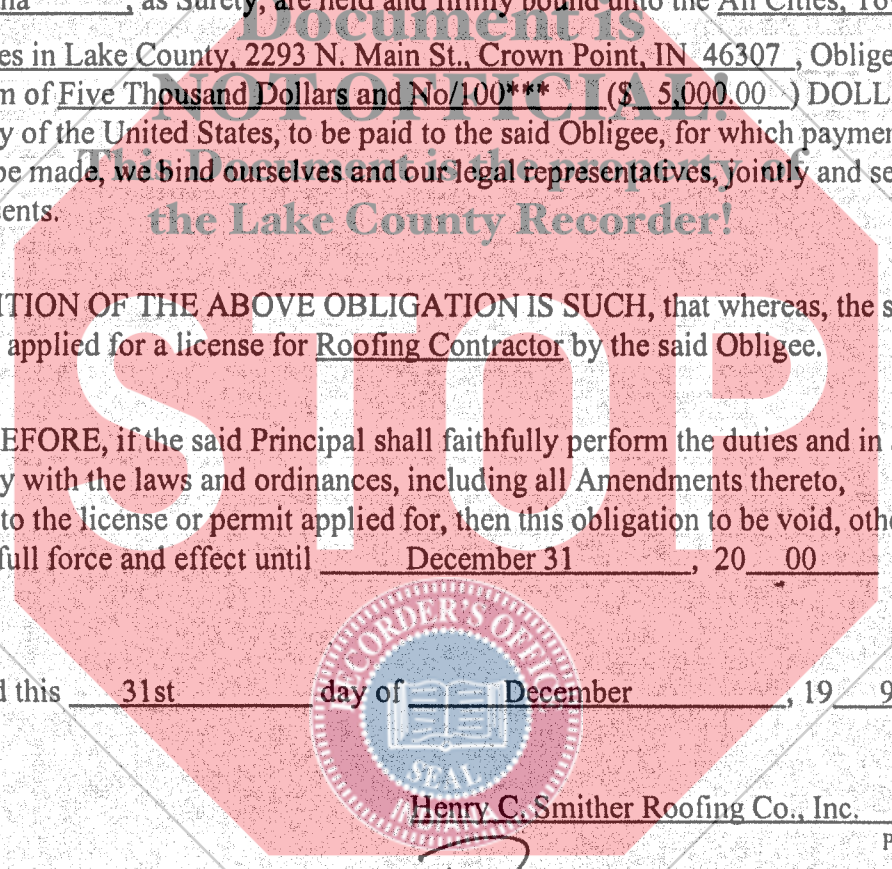 as Surety, are held and firmly bound unto the All Cities,
Document is
es in Lake County, 2293 N. Main St., Crown Point, IN 46307, Oblige
NOT OFFICIAL!
m of Five Thousand Dollars and No/100*** ($ 5,000.00 ) DOLL
y of the United States, to be paid to the said Obligee, for which paymen
This Document is the property of
be made, we bind ourselves and our legal representatives, jointly and se
sents.
the Lake County Recorder!
ITION OF THE ABOVE OBLIGATION IS SUCH, that whereas, the s
applied for a license for Roofing Contractor by the said Obligee.
STOP
EFORE, if the said Principal shall faithfully perform the duties and in
y with the laws and ordinances, including all Amendments thereto,
to the license or permit applied for, then this obligation to be void, othe
full force and effect until December 31, 20 00
RECORDER'S OFFICE
d this 31st day of December, 19 9
SEAL
INDIANA
Henry C. Smither Roofing Co., Inc.
P